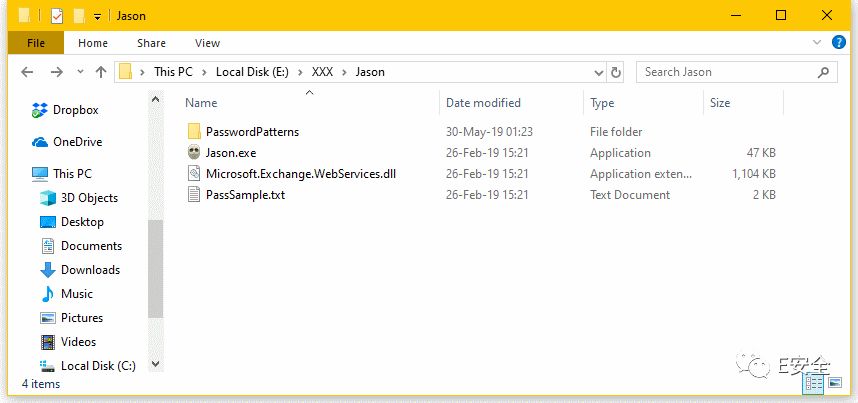 Jason
File Home Share View
This PC Local Disk (E:) XXX Jason
Search Jason
Name Date modified Type Size
PasswordPatterns 30-May-19 01:23 File folder
Jason.exe 26-Feb-19 15:21 Application 47 KB
Microsoft.Exchange.WebServices.dll 26-Feb-19 15:21 Application exten... 1,104 KB
PassSample.txt 26-Feb-19 15:21 Text Document 2 KB
Dropbox
OneDrive
This PC
3D Objects
Desktop
Documents
Downloads
Music
Pictures
Videos
Local Disk (C:)
4 items
E安全